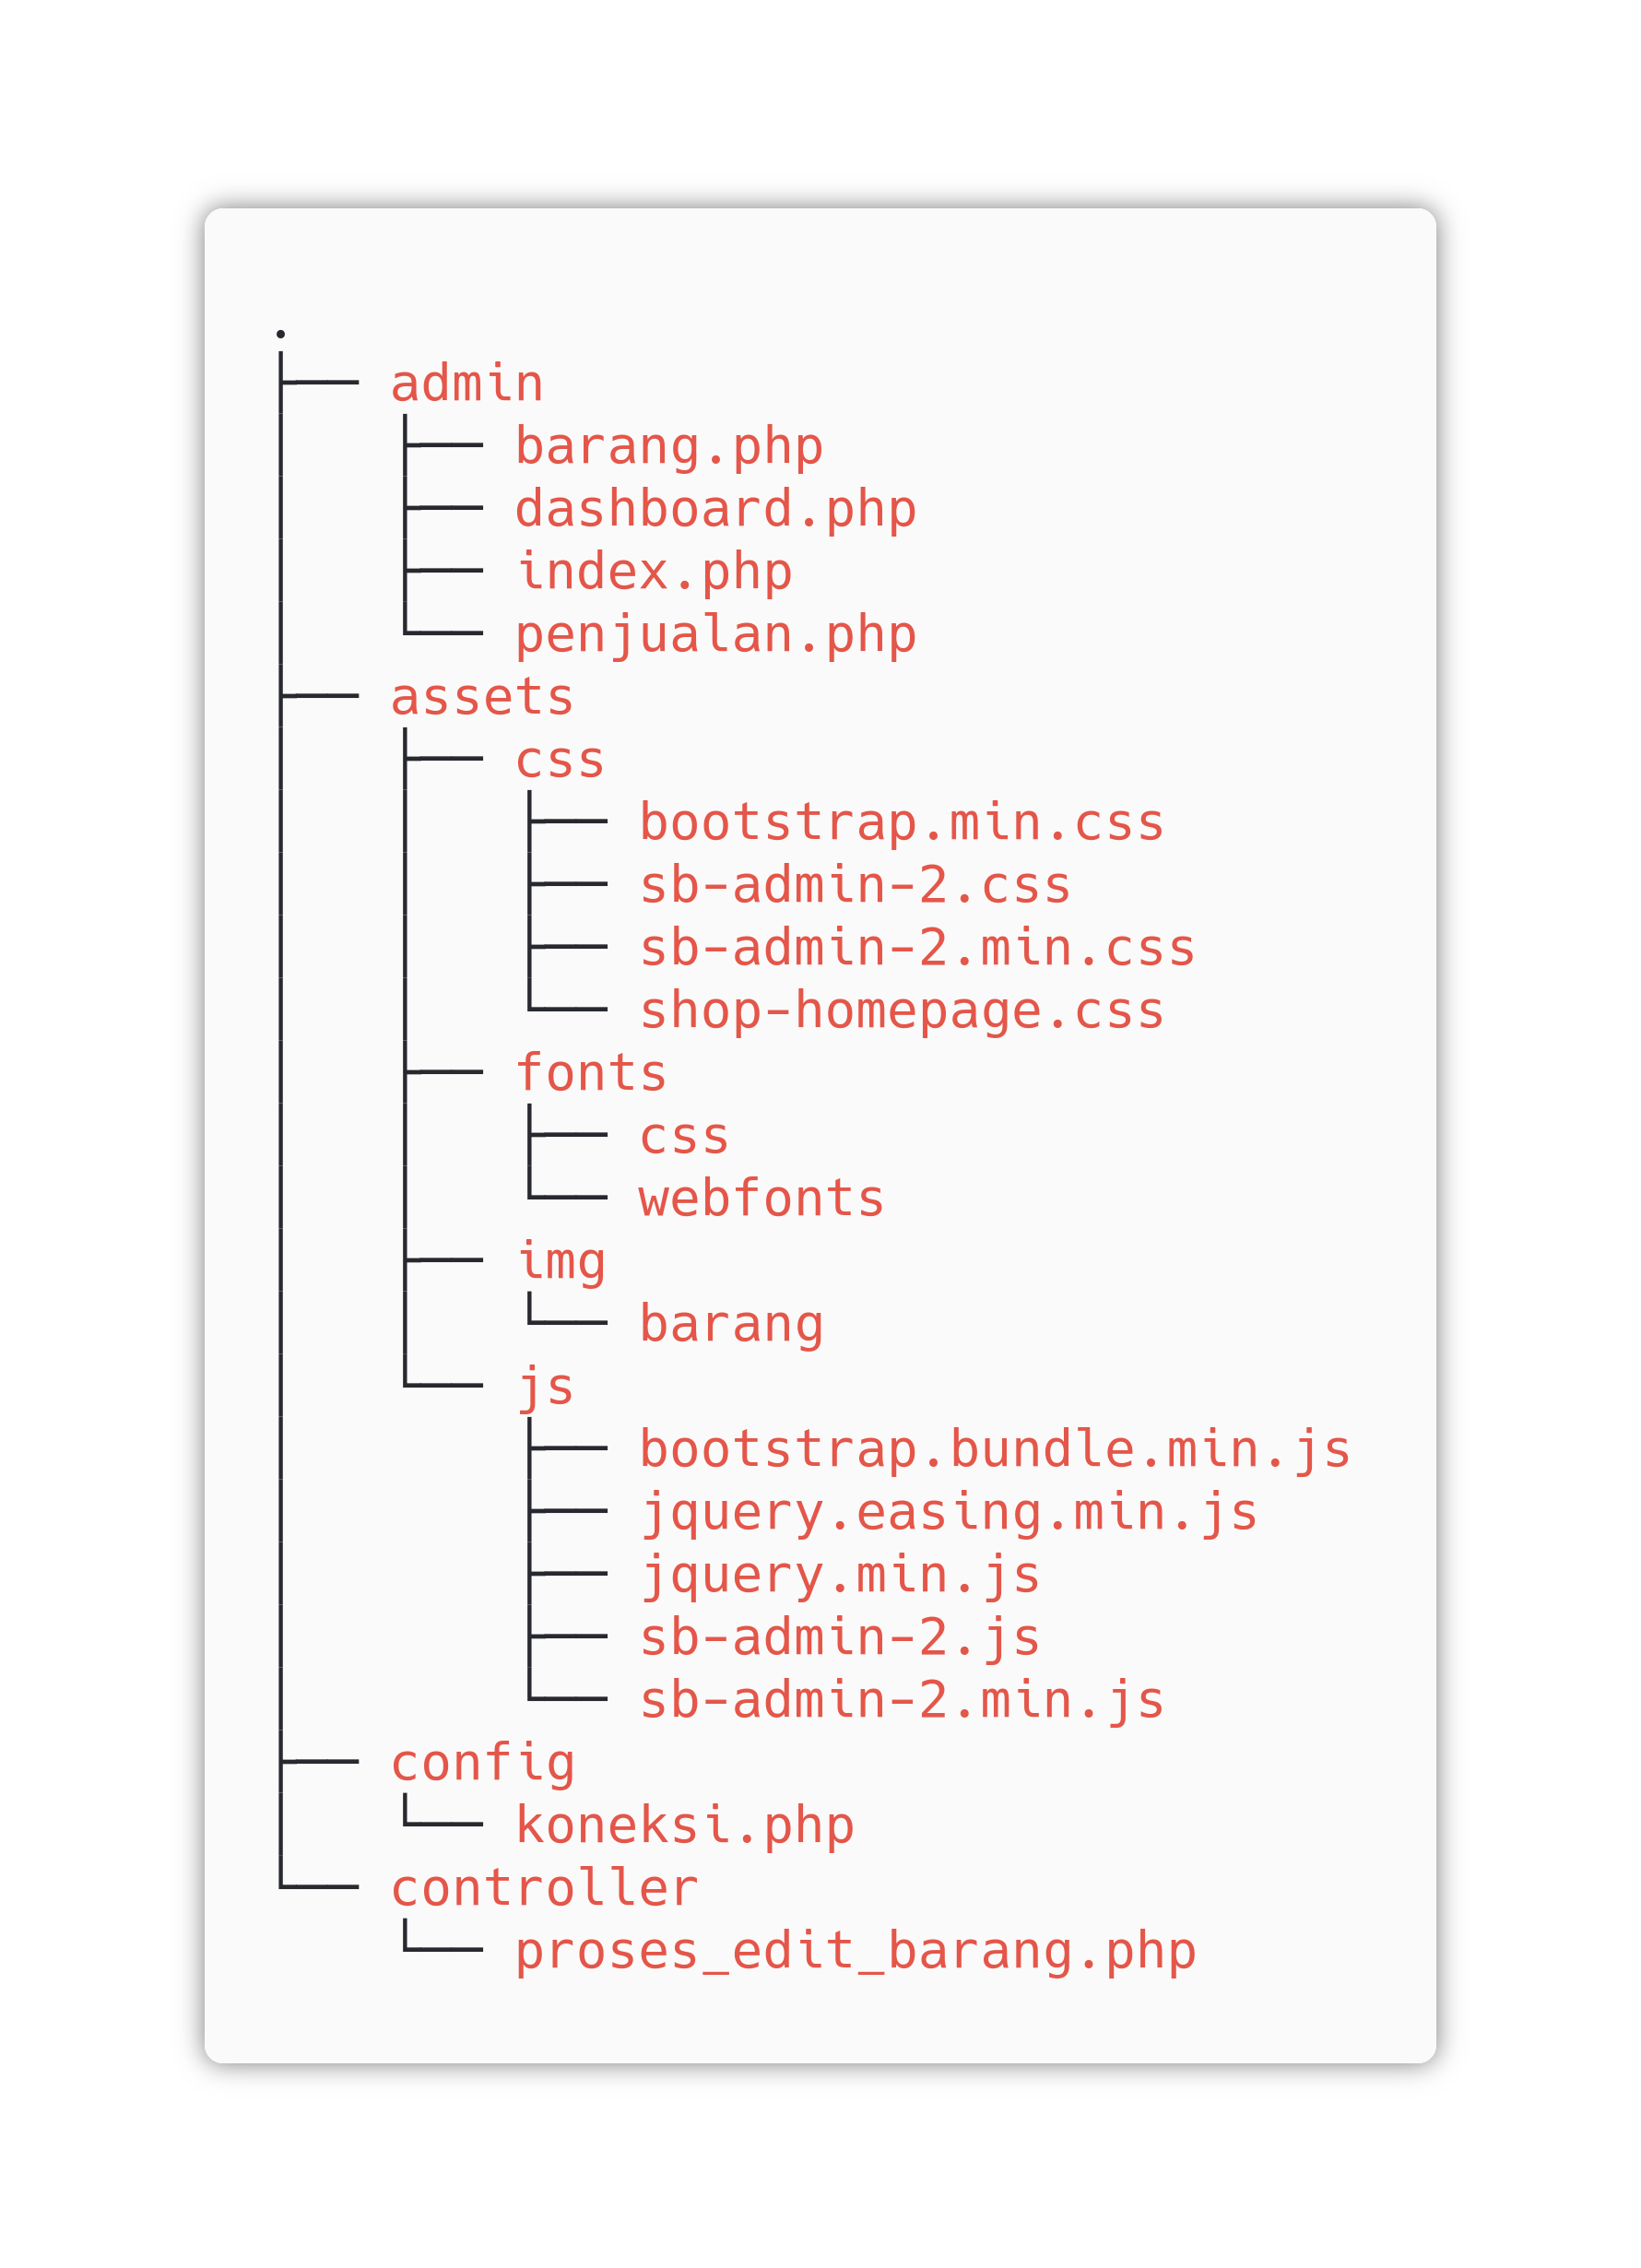 .
├── admin
│   ├── barang.php
│   ├── dashboard.php
│   ├── index.php
│   └── penjualan.php
├── assets
│   ├── css
│   │   ├── bootstrap.min.css
│   │   ├── sb-admin-2.css
│   │   ├── sb-admin-2.min.css
│   │   └── shop-homepage.css
│   ├── fonts
│   │   ├── css
│   │   └── webfonts
│   ├── img
│   │   └── barang
│   └── js
│       ├── bootstrap.bundle.min.js
│       ├── jquery.easing.min.js
│       ├── jquery.min.js
│       ├── sb-admin-2.js
│       └── sb-admin-2.min.js
├── config
│   └── koneksi.php
└── controller
    └── proses_edit_barang.php